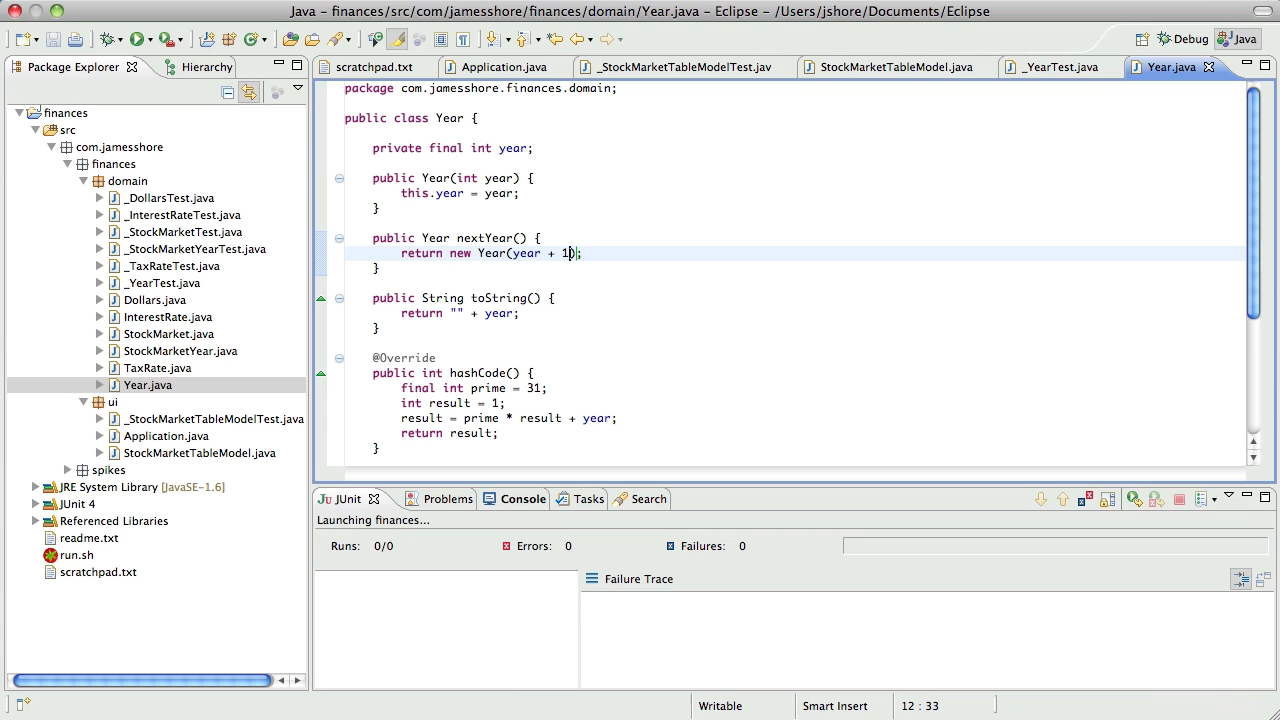 Java - finances/src/com/jamesshore/finances/domain/Year.java - Eclipse - /Users/jshore/Documents/Eclipse
Debug
Java
Package Explorer
Hierarchy
scratchpad.txt
Application.java
_StockMarketTableModelTest.jav
StockMarketTableModel.java
_YearTest.java
Year.java
finances
src
com.jamesshore
finances
domain
_DollarsTest.java
_InterestRateTest.java
_StockMarketTest.java
_StockMarketYearTest.java
_TaxRateTest.java
_YearTest.java
Dollars.java
InterestRate.java
StockMarket.java
StockMarketYear.java
TaxRate.java
Year.java
ui
_StockMarketTableModelTest.java
Application.java
StockMarketTableModel.java
spikes
JRE System Library [JavaSE-1.6]
JUnit 4
Referenced Libraries
readme.txt
run.sh
scratchpad.txt
package com.jamesshore.finances.domain;
public class Year {
private final int year;
public Year(int year) {
this.year = year;
}
public Year nextYear() {
return new Year(year + 1);
}
public String toString() {
return "" + year;
}
@Override
public int hashCode() {
final int prime = 31;
int result = 1;
result = prime * result + year;
return result;
}
JUnit
Problems
Console
Tasks
Search
Launching finances...
Runs: 0/0
Errors: 0
Failures: 0
Failure Trace
Writable
Smart Insert
12 : 33